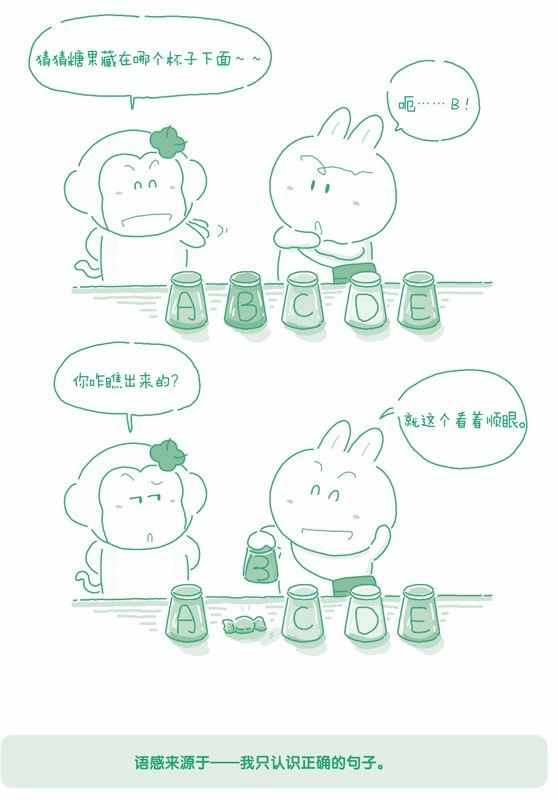 猜猜糖果藏在哪个杯子下面～～
呃……B！
A B C D E
你咋瞧出来的？
就这个看着顺眼。
B
A C D E
语感来源于——我只认识正确的句子。